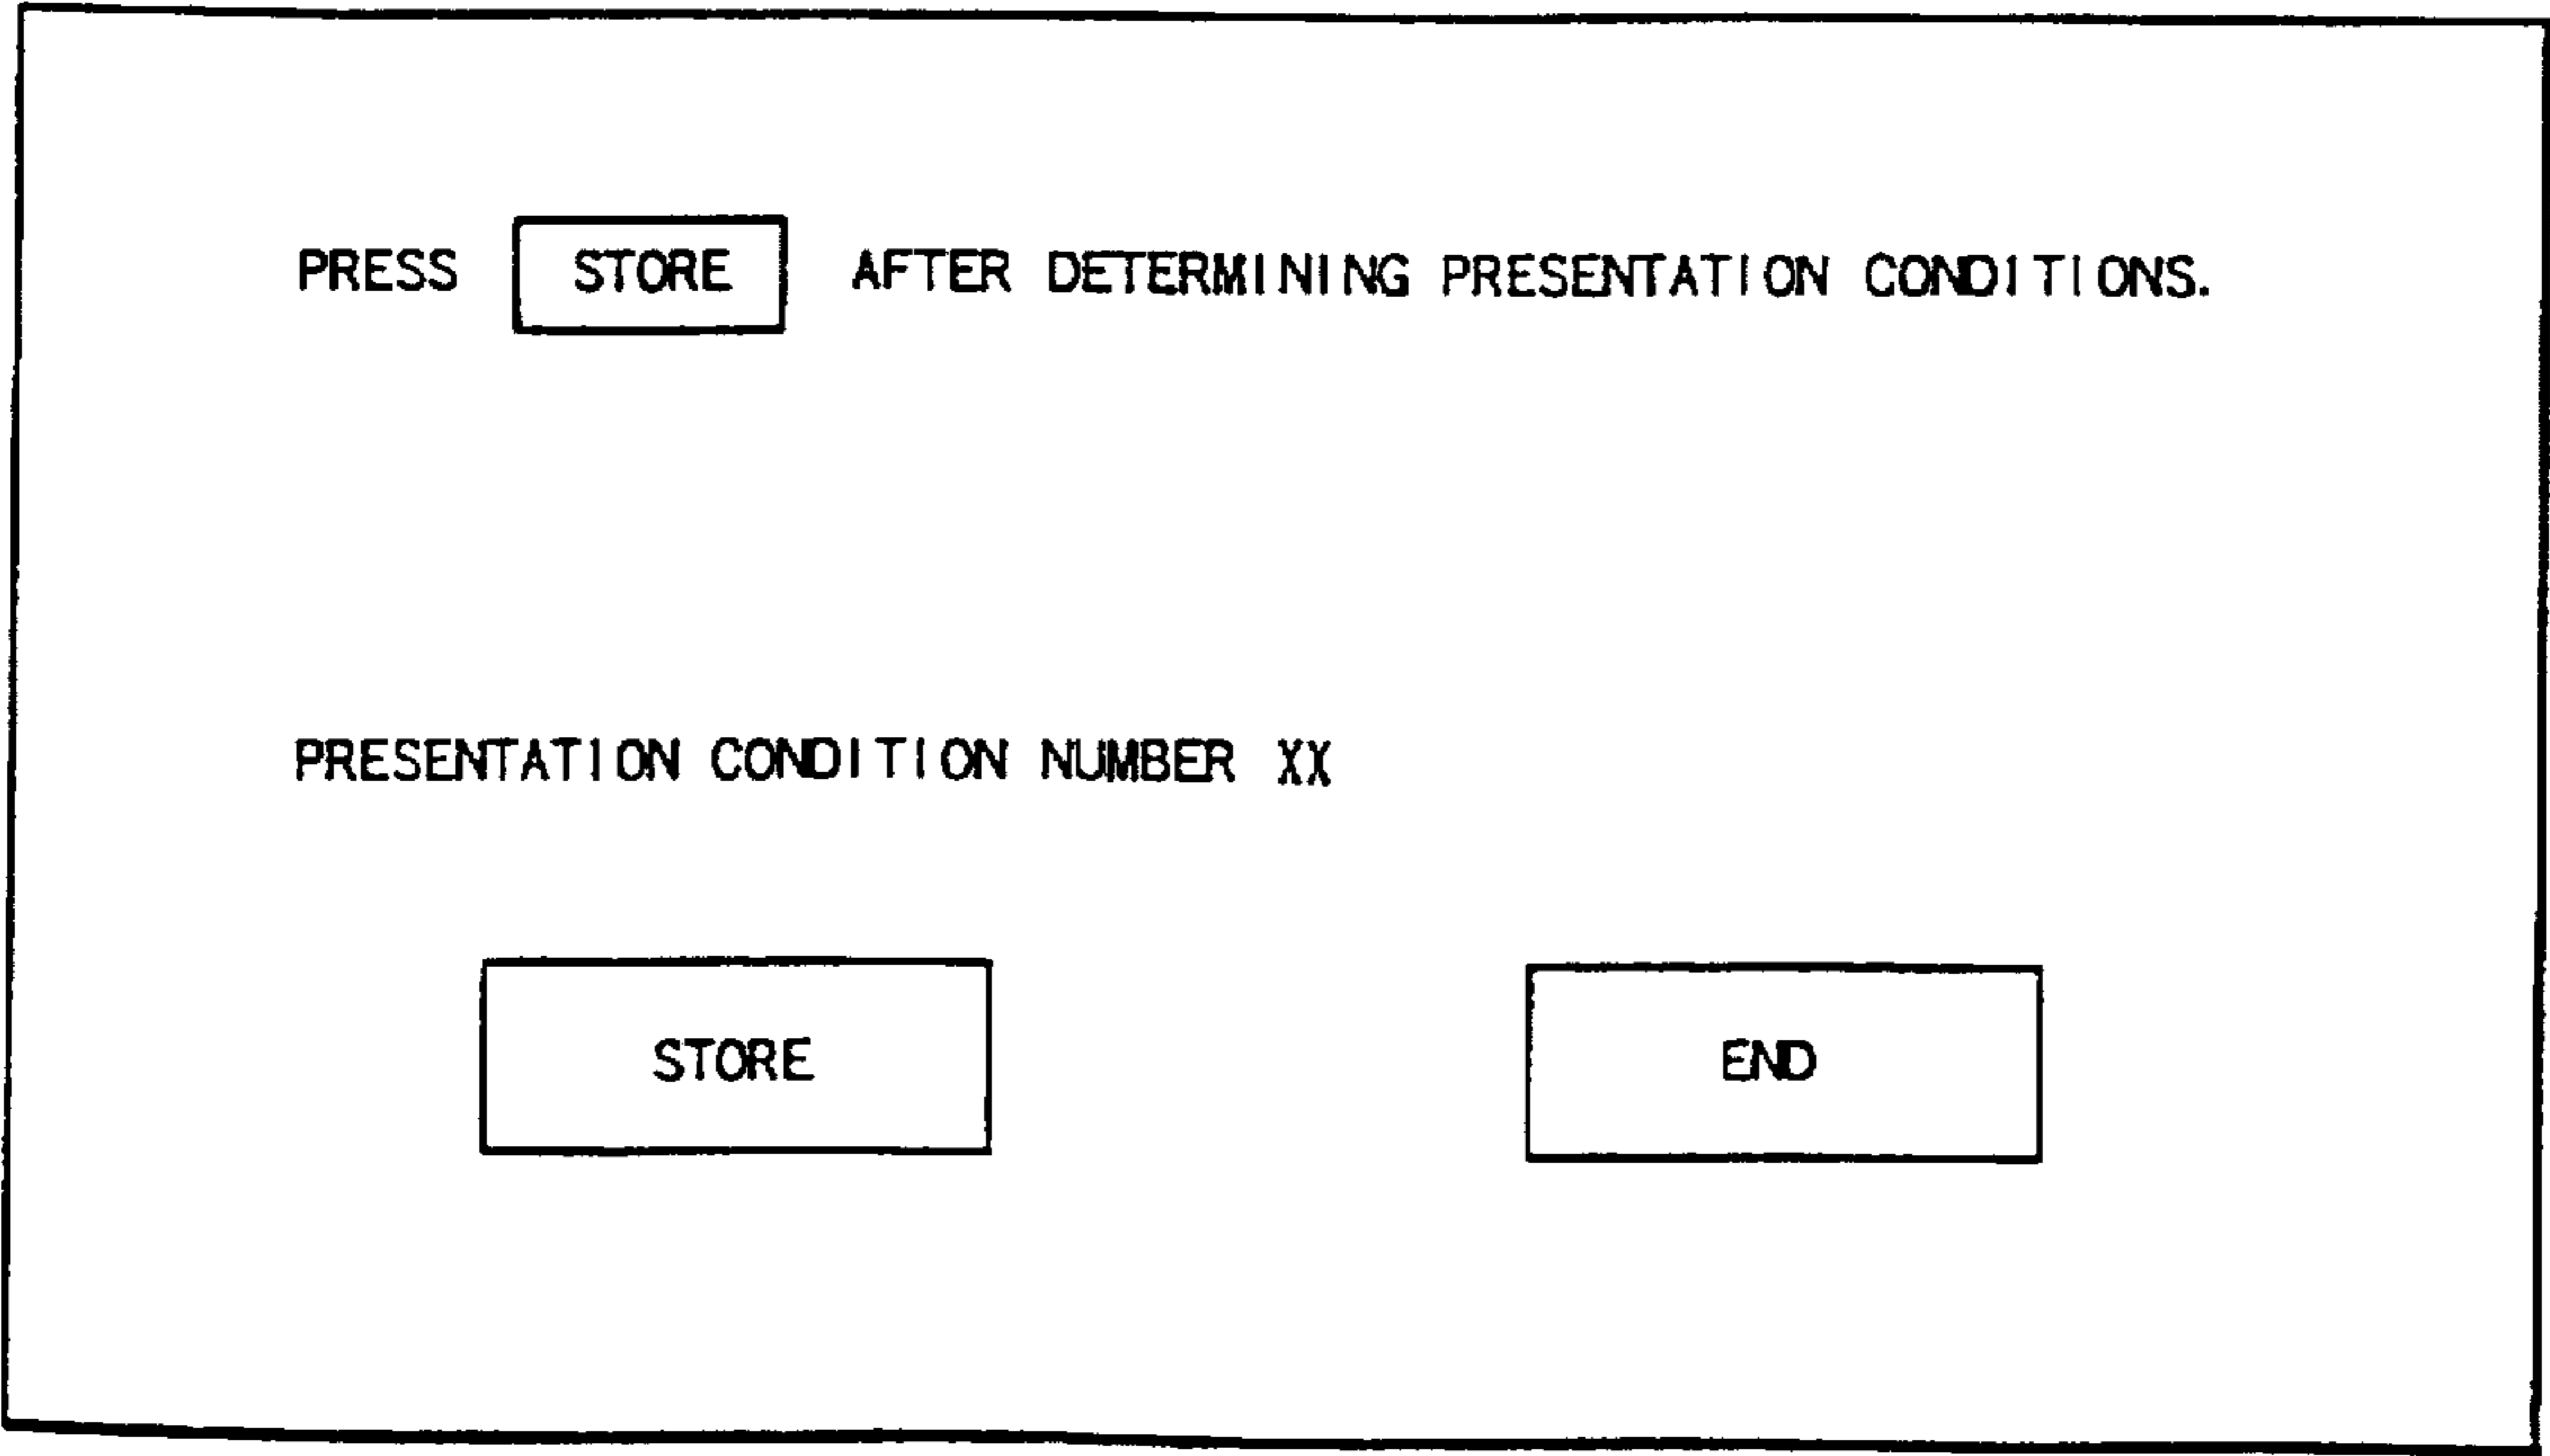 PRESS STORE AFTER DETERMINING PRESENTATION CONDITIONS.
PRESENTATION CONDITION NUMBER XX
STORE END